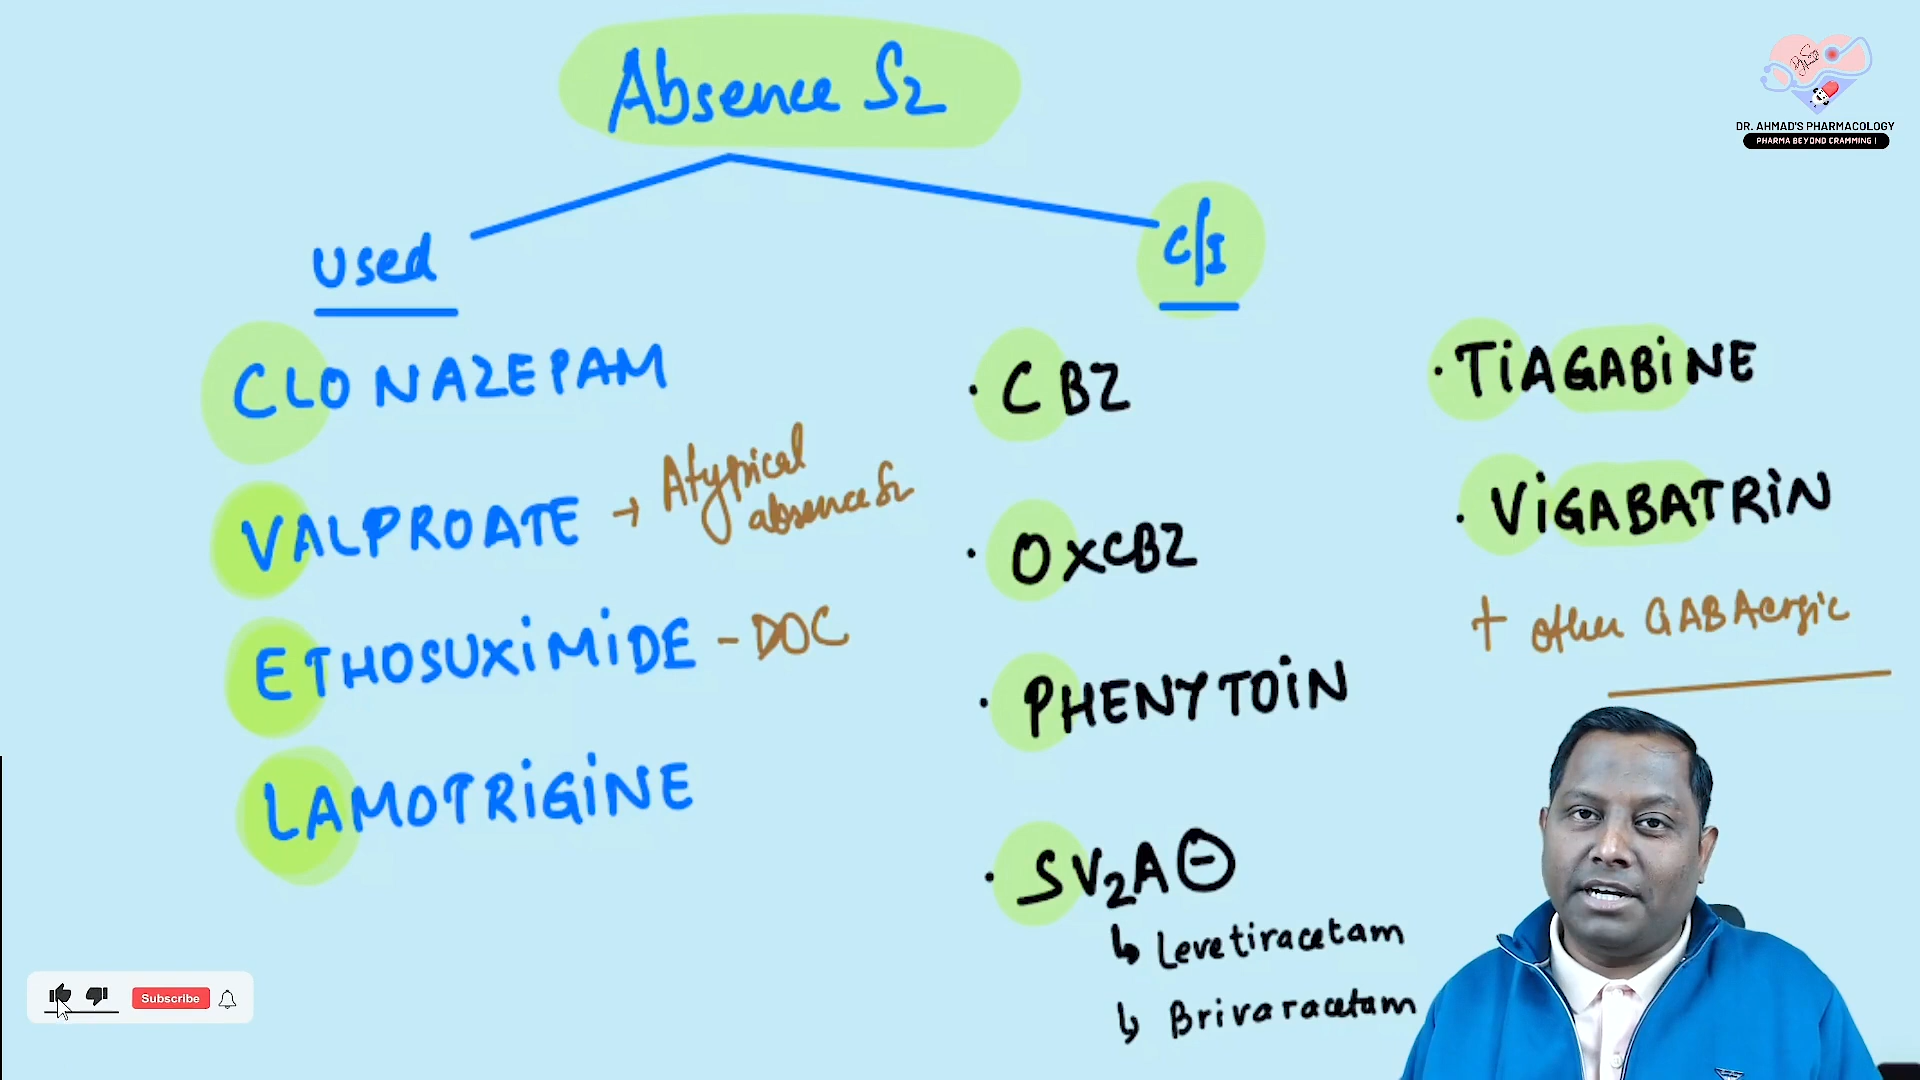 Absence Sz
DR. AHMAD'S PHARMACOLOGY
PHARMA BEYOND CRAMMING !
Used
C/I
CLONAZEPAM
VALPROATE → Atypical
absence Sz
ETHOSUXiMiDE - DOC
LAMOTRiGiNE
· CBZ
· OXCBZ
· PHENYTOiN
· SV2A ⊖
↳ Levetiracetam
↳ Brivaracetam
· TiAGABiNE
· ViGABATRiN
+ other GABAergic
Subscribe